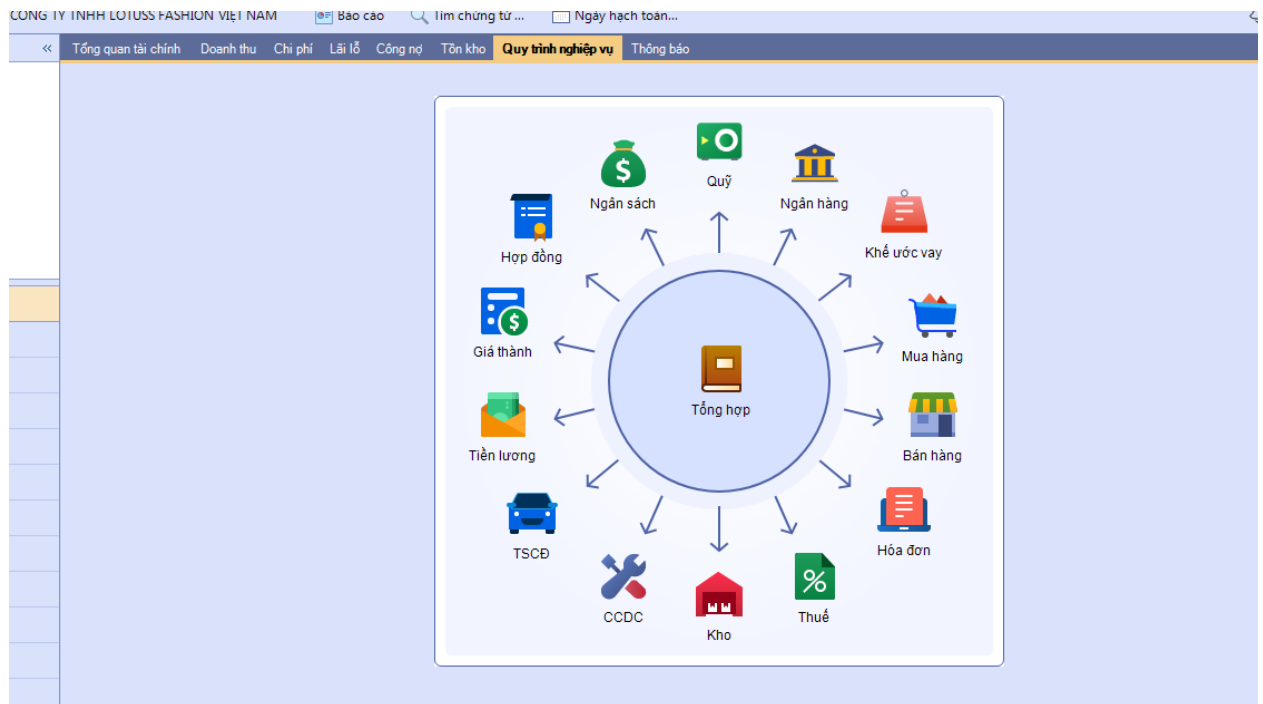 CÔNG TY TNHH LOTUSS FASHION VIỆT NAM Báo cáo Tìm chứng từ ... Ngày hạch toán...
« Tổng quan tài chính Doanh thu Chi phí Lãi lỗ Công nợ Tồn kho Quy trình nghiệp vụ Thông báo
Quỹ
Ngân sách
Ngân hàng
Hợp đồng
Khế ước vay
Giá thành
Mua hàng
Tổng hợp
Tiền lương
Bán hàng
TSCĐ
Hóa đơn
CCDC
Thuế
Kho